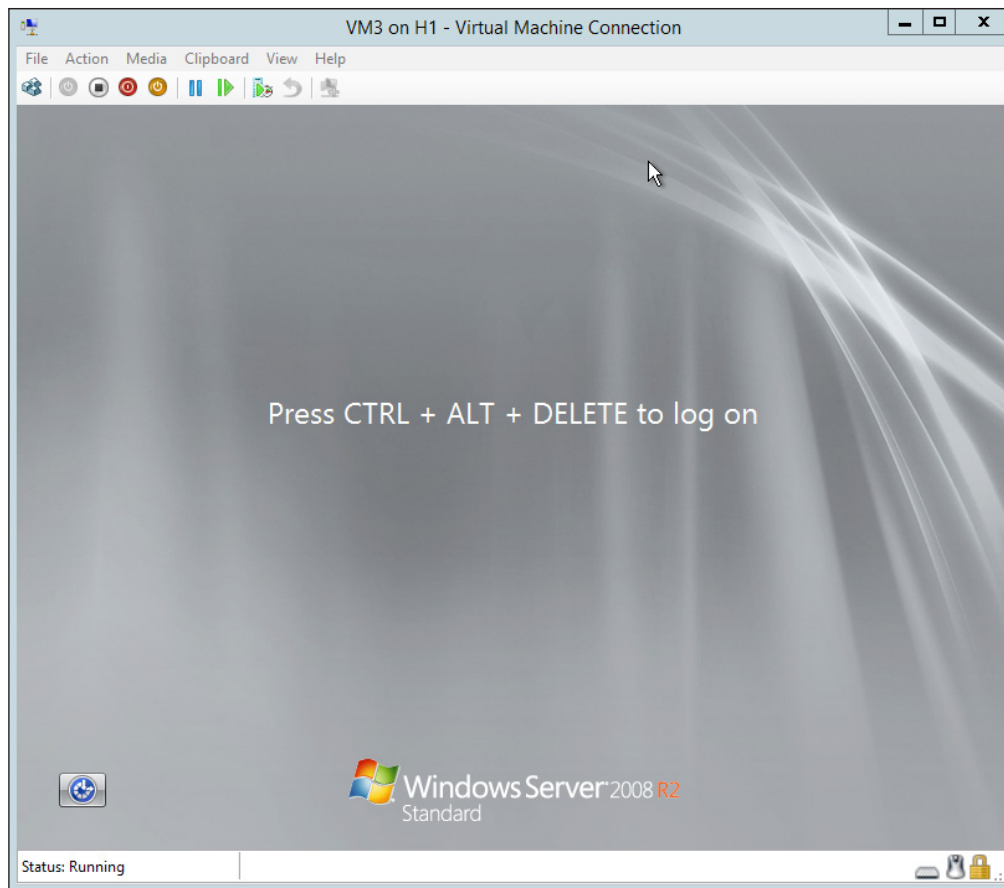 VM3 on H1 - Virtual Machine Connection
File Action Media Clipboard View Help
Press CTRL + ALT + DELETE to log on
Windows Server 2008 R2
Standard
Status: Running